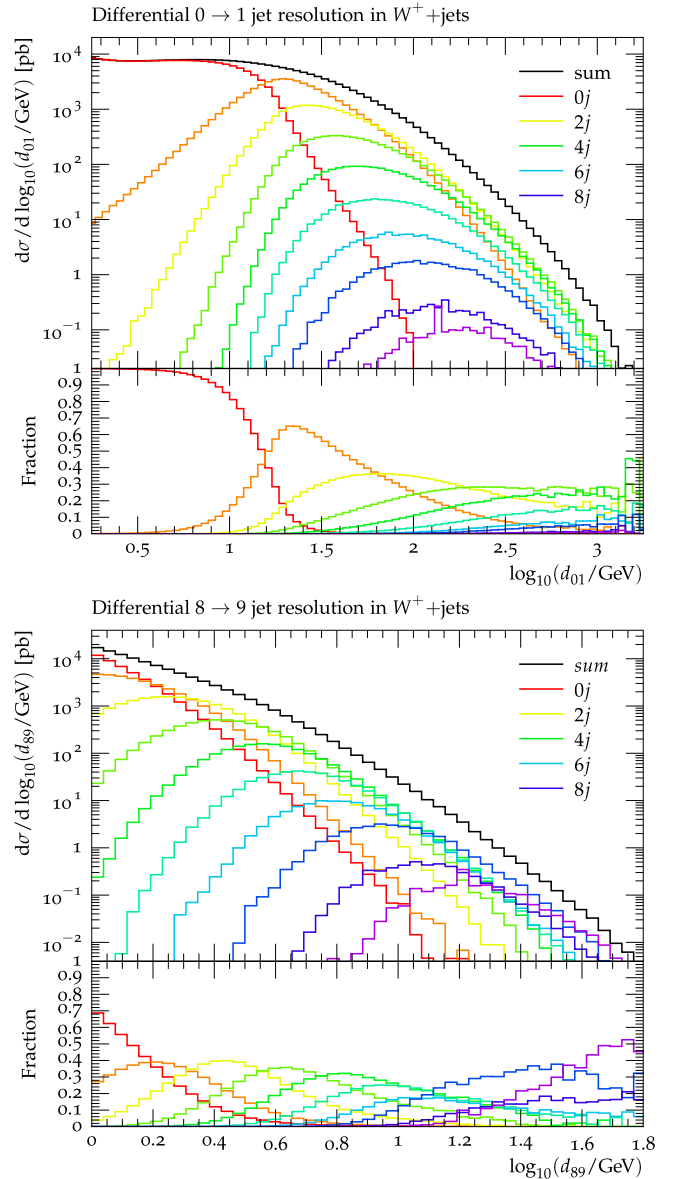 Differential 0 → 1 jet resolution in W⁺+jets
dσ/d log₁₀(d₀₁/GeV) [pb]
10⁴
10³
10²
10¹
1
10⁻¹
sum
0j
2j
4j
6j
8j
Fraction
1
0.9
0.8
0.7
0.6
0.5
0.4
0.3
0.2
0.1
0
0.5 1 1.5 2 2.5 3
log₁₀(d₀₁/GeV)
Differential 8 → 9 jet resolution in W⁺+jets
dσ/d log₁₀(d₈₉/GeV) [pb]
10⁴
10³
10²
10¹
1
10⁻¹
10⁻²
sum
0j
2j
4j
6j
8j
Fraction
1
0.9
0.8
0.7
0.6
0.5
0.4
0.3
0.2
0.1
0
0 0.2 0.4 0.6 0.8 1 1.2 1.4 1.6 1.8
log₁₀(d₈₉/GeV)